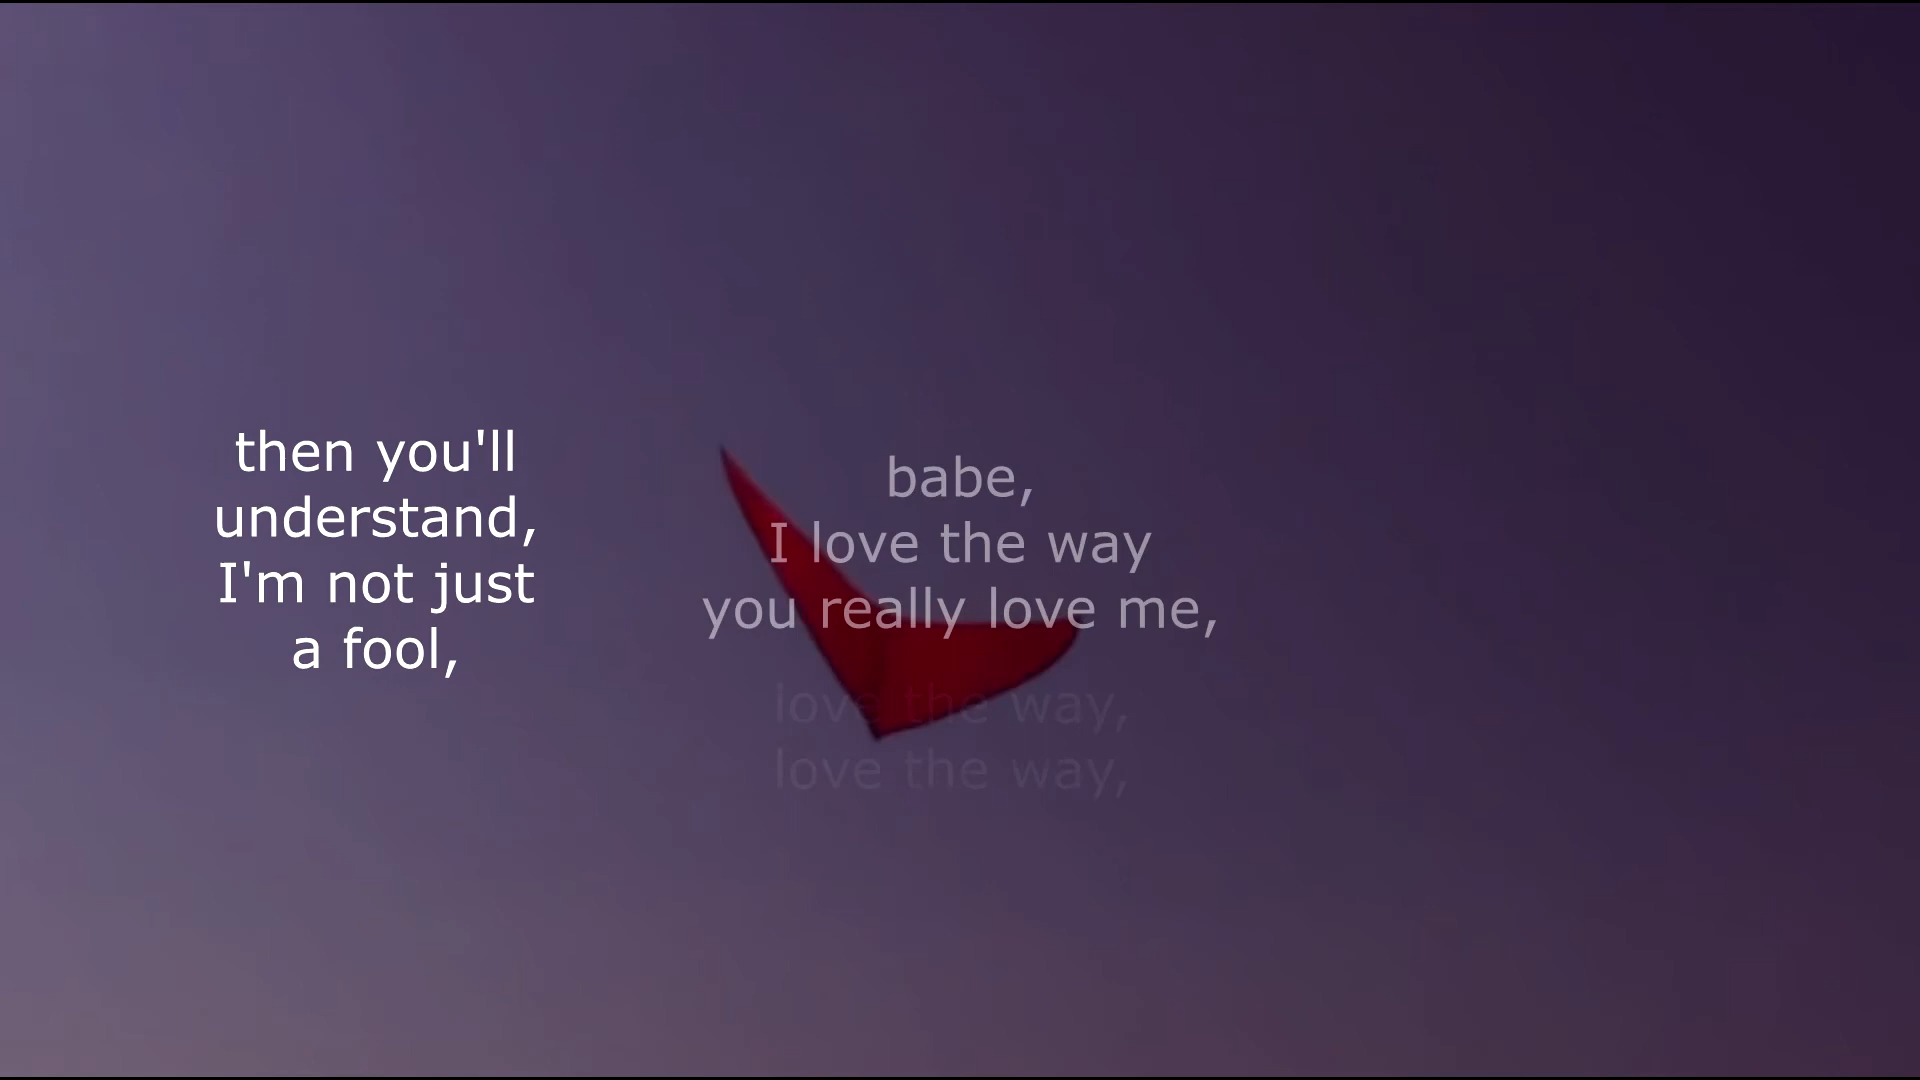 then you'll
understand,
I'm not just
a fool,
babe,
I love the way
you really love me,
love the way,
love the way,